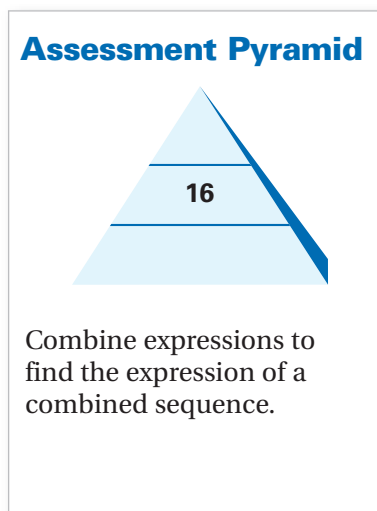 Assessment Pyramid
16
Combine expressions to
find the expression of a
combined sequence.